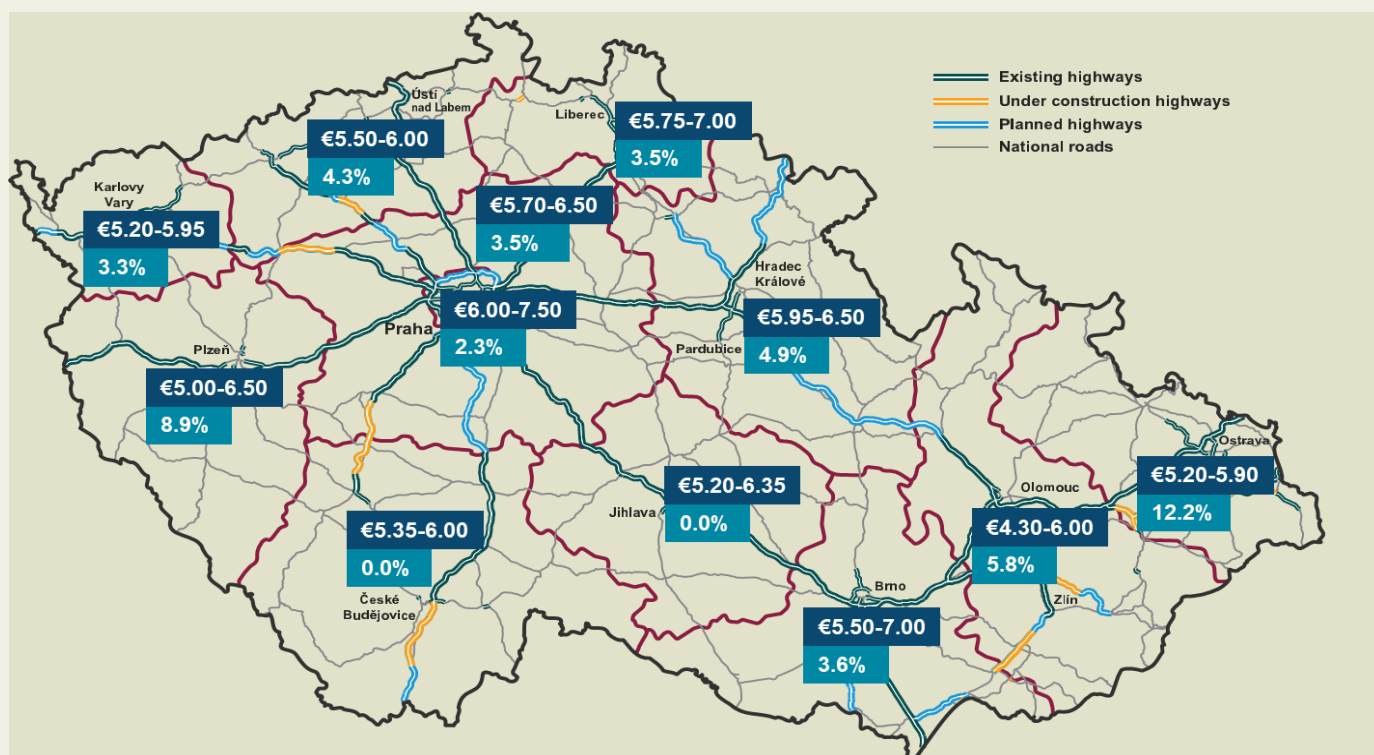 Existing highways
Under construction highways
Planned highways
National roads
Ústí
nad Labem
Liberec
€5.75-7.00
3.5%
€5.50-6.00
4.3%
Karlovy
Vary
€5.20-5.95
3.3%
€5.70-6.50
3.5%
Hradec
Králové
€6.00-7.50
2.3%
Praha
€5.95-6.50
4.9%
Pardubice
Plzeň
€5.00-6.50
8.9%
Ostrava
€5.20-5.90
12.2%
€5.20-6.35
0.0%
Jihlava
Olomouc
€4.30-6.00
5.8%
€5.35-6.00
0.0%
České
Budějovice
Brno
Zlín
€5.50-7.00
3.6%